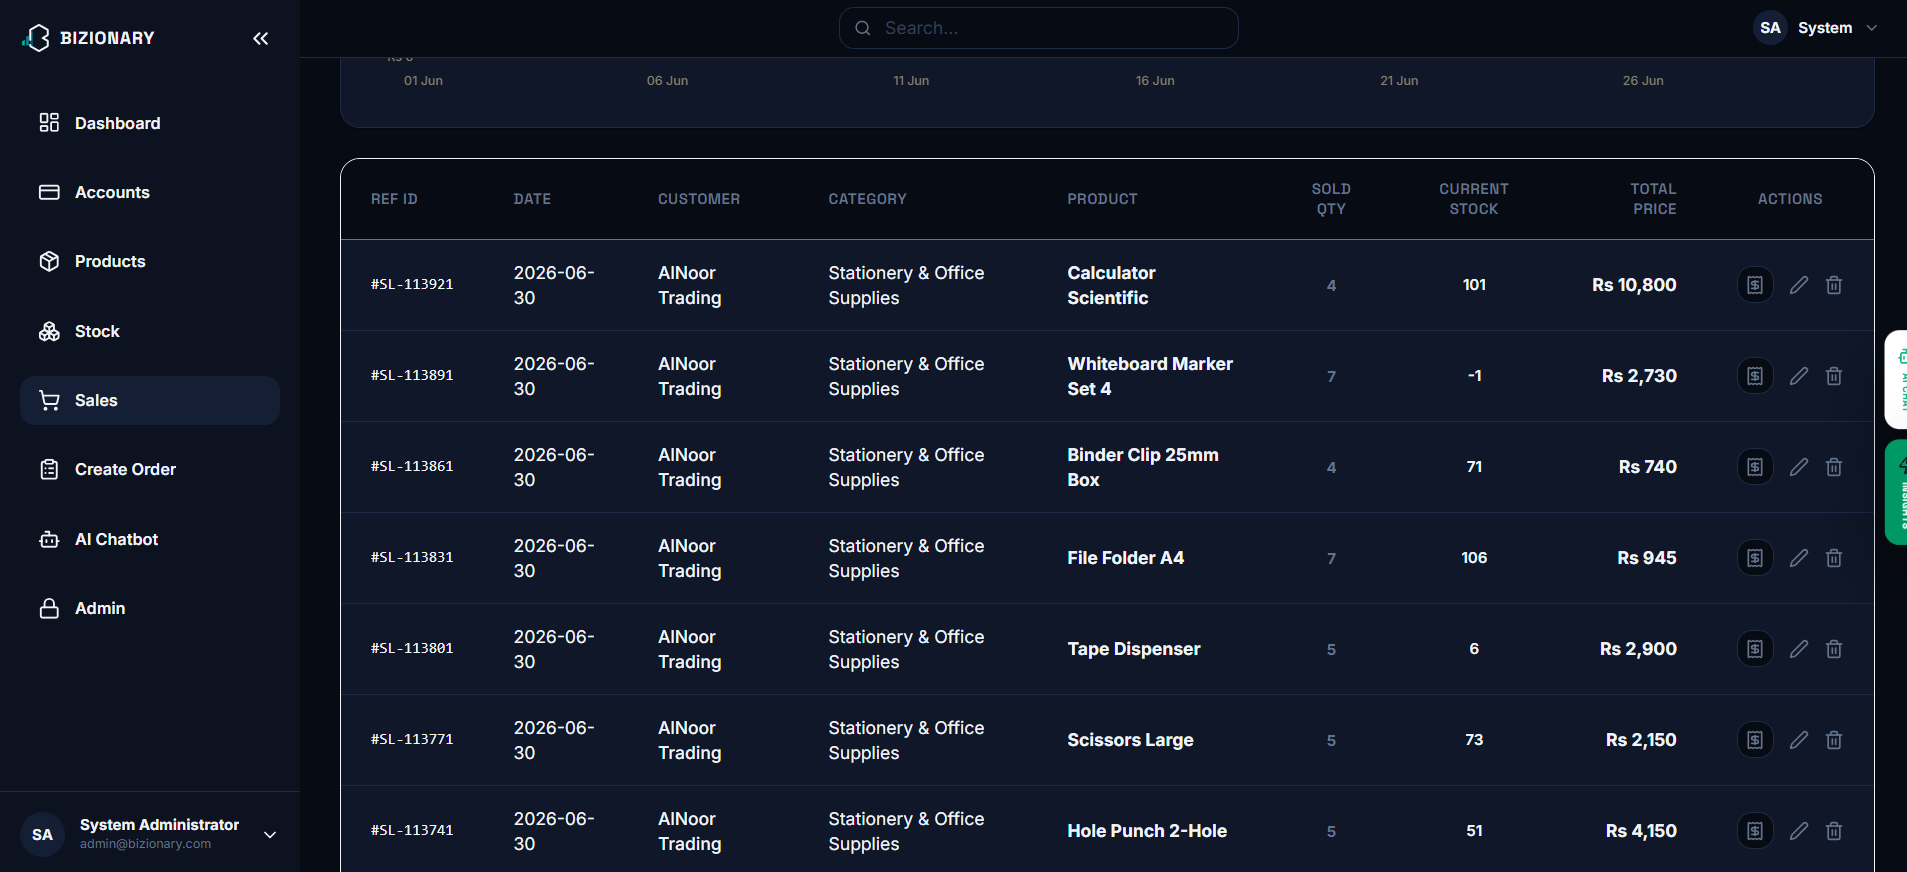 BIZIONARY
Search...
SA System
Dashboard
Accounts
Products
Stock
Sales
Create Order
AI Chatbot
Admin
SA
System Administrator
admin@bizionary.com
01 Jun 06 Jun 11 Jun 16 Jun 21 Jun 26 Jun
REF ID DATE CUSTOMER CATEGORY PRODUCT SOLD QTY CURRENT STOCK TOTAL PRICE ACTIONS
#SL-113921 2026-06-30 AlNoor Trading Stationery & Office Supplies Calculator Scientific 4 101 Rs 10,800
#SL-113891 2026-06-30 AlNoor Trading Stationery & Office Supplies Whiteboard Marker Set 4 7 -1 Rs 2,730
#SL-113861 2026-06-30 AlNoor Trading Stationery & Office Supplies Binder Clip 25mm Box 4 71 Rs 740
#SL-113831 2026-06-30 AlNoor Trading Stationery & Office Supplies File Folder A4 7 106 Rs 945
#SL-113801 2026-06-30 AlNoor Trading Stationery & Office Supplies Tape Dispenser 5 6 Rs 2,900
#SL-113771 2026-06-30 AlNoor Trading Stationery & Office Supplies Scissors Large 5 73 Rs 2,150
#SL-113741 2026-06-30 AlNoor Trading Stationery & Office Supplies Hole Punch 2-Hole 5 51 Rs 4,150